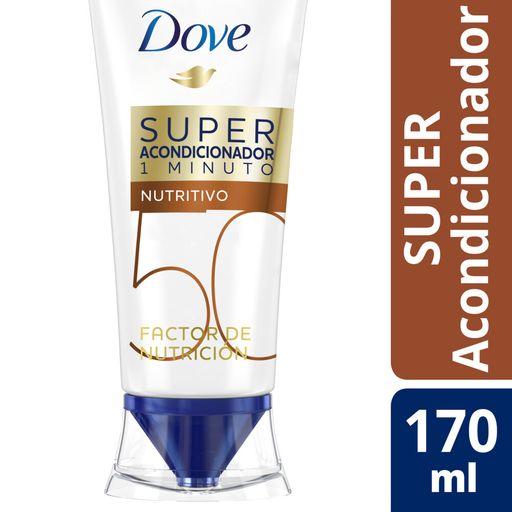 Dove
SUPER
ACONDICIONADOR
1 MINUTO
NUTRITIVO
50
FACTOR DE
NUTRICIÓN
SUPER
Acondicionador
170
ml